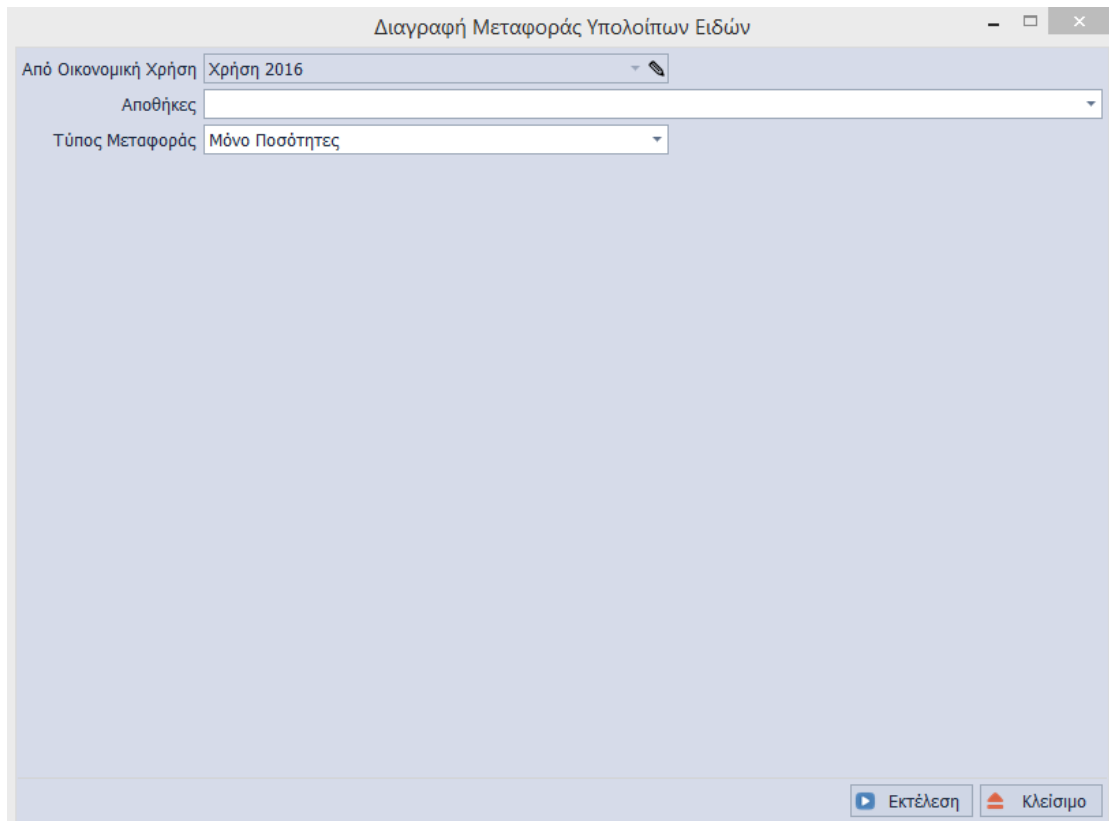 Διαγραφή Μεταφοράς Υπολοίπων Ειδών
Από Οικονομική Χρήση Χρήση 2016
Αποθήκες
Τύπος Μεταφοράς Μόνο Ποσότητες
Εκτέλεση Κλείσιμο